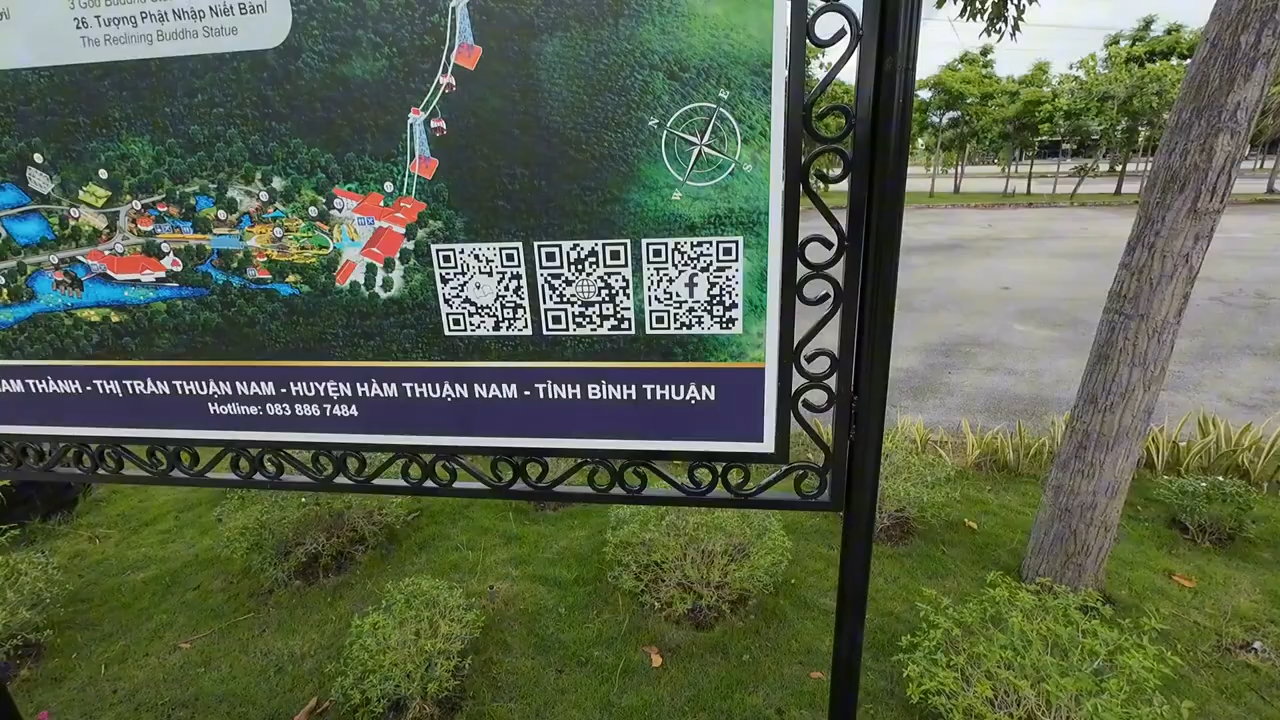 26. Tượng Phật Nhập Niết Bàn/
The Reclining Buddha Statue
N
E
S
W
THÀNH - THỊ TRẤN THUẬN NAM - HUYỆN HÀM THUẬN NAM - TỈNH BÌNH THUẬN
Hotline: 083 886 7484